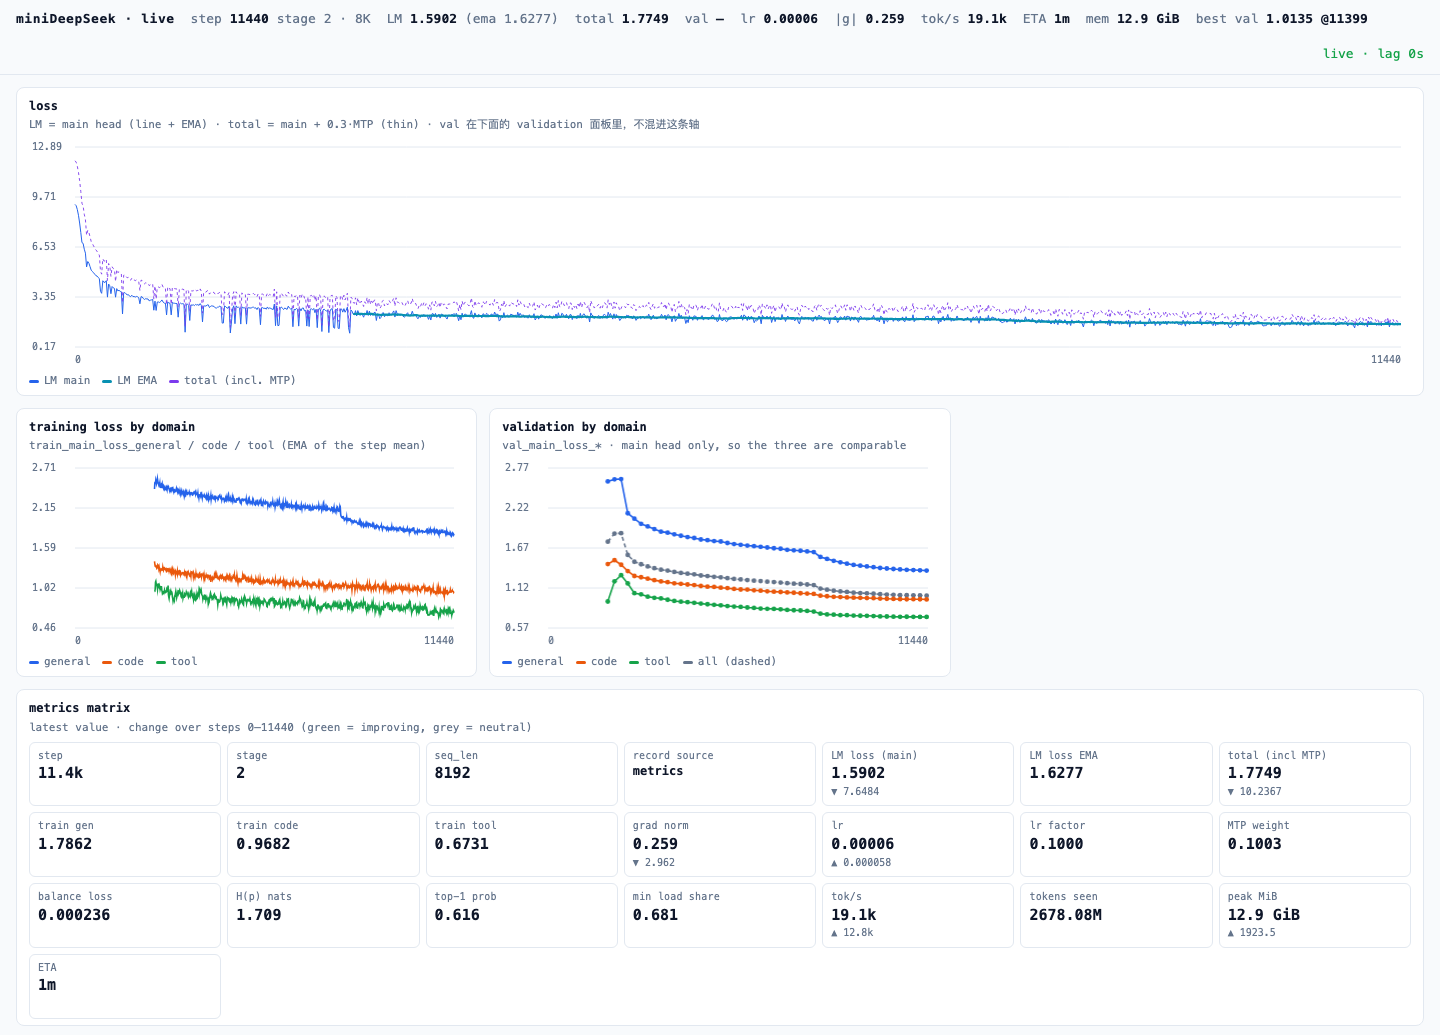 miniDeepSeek · live step 11440 stage 2 · 8K LM 1.5902 (ema 1.6277) total 1.7749 val — lr 0.00006 |g| 0.259 tok/s 19.1k ETA 1m mem 12.9 GiB best val 1.0135 @11399
live · lag 0s
loss
LM = main head (line + EMA) · total = main + 0.3·MTP (thin) · val 在下面的 validation 面板里，不混进这条轴
12.89
9.71
6.53
3.35
0.17
0 11440
LM main LM EMA total (incl. MTP)
training loss by domain
train_main_loss_general / code / tool (EMA of the step mean)
2.71
2.15
1.59
1.02
0.46
0 11440
general code tool
validation by domain
val_main_loss_* · main head only, so the three are comparable
2.77
2.22
1.67
1.12
0.57
0 11440
general code tool all (dashed)
metrics matrix
latest value · change over steps 0–11440 (green = improving, grey = neutral)
step
11.4k
stage
2
seq_len
8192
record source
metrics
LM loss (main)
1.5902
▼ 7.6484
LM loss EMA
1.6277
total (incl MTP)
1.7749
▼ 10.2367
train gen
1.7862
train code
0.9682
train tool
0.6731
grad norm
0.259
▼ 2.962
lr
0.00006
▲ 0.000058
lr factor
0.1000
MTP weight
0.1003
balance loss
0.000236
H(p) nats
1.709
top-1 prob
0.616
min load share
0.681
tok/s
19.1k
▲ 12.8k
tokens seen
2678.08M
peak MiB
12.9 GiB
▲ 1923.5
ETA
1m